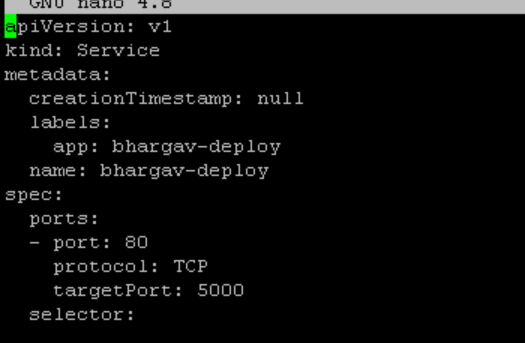 GNU nano 4.8
apiVersion: v1
kind: Service
metadata:
  creationTimestamp: null
  labels:
    app: bhargav-deploy
  name: bhargav-deploy
spec:
  ports:
  - port: 80
    protocol: TCP
    targetPort: 5000
  selector: